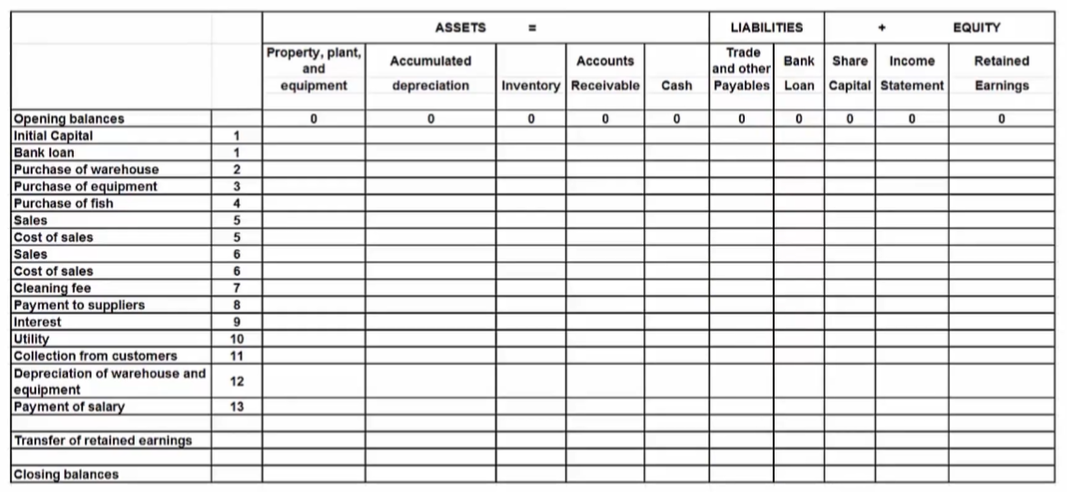 ASSETS = LIABILITIES + EQUITY
Property, plant, and equipment Accumulated depreciation Inventory Accounts Receivable Cash Trade and other Payables Bank Loan Share Capital Income Statement Retained Earnings
Opening balances 0 0 0 0 0 0 0 0 0 0
Initial Capital 1
Bank loan 1
Purchase of warehouse 2
Purchase of equipment 3
Purchase of fish 4
Sales 5
Cost of sales 5
Sales 6
Cost of sales 6
Cleaning fee 7
Payment to suppliers 8
Interest 9
Utility 10
Collection from customers 11
Depreciation of warehouse and
equipment 12
Payment of salary 13
Transfer of retained earnings
Closing balances